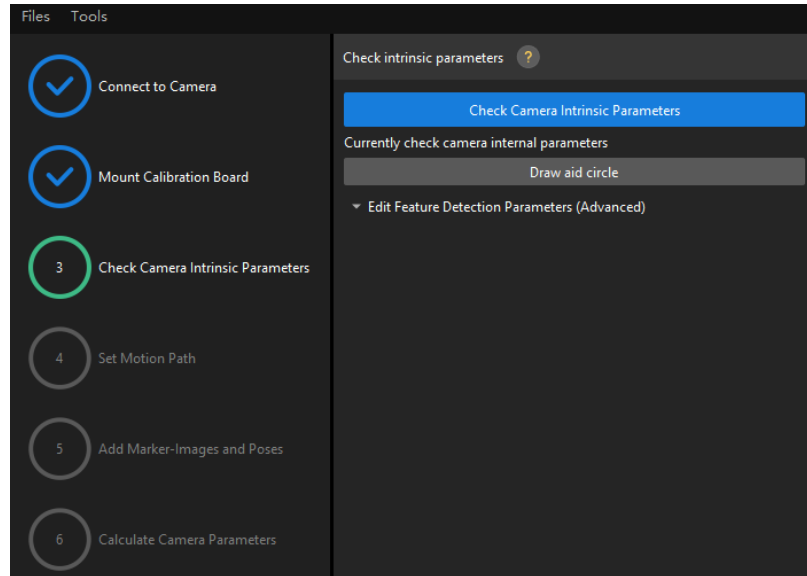 Files Tools
Connect to Camera
Mount Calibration Board
3 Check Camera Intrinsic Parameters
4 Set Motion Path
5 Add Marker-Images and Poses
6 Calculate Camera Parameters
Check intrinsic parameters ?
Check Camera Intrinsic Parameters
Currently check camera internal parameters
Draw aid circle
Edit Feature Detection Parameters (Advanced)